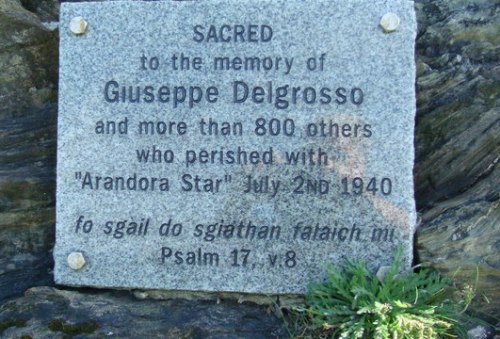 SACRED
to the memory of
Giuseppe Delgrosso
and more than 800 others
who perished with
"Arandora Star" July 2ND 1940
fo sgail do sgiathan falaich mi
Psalm 17, v.8